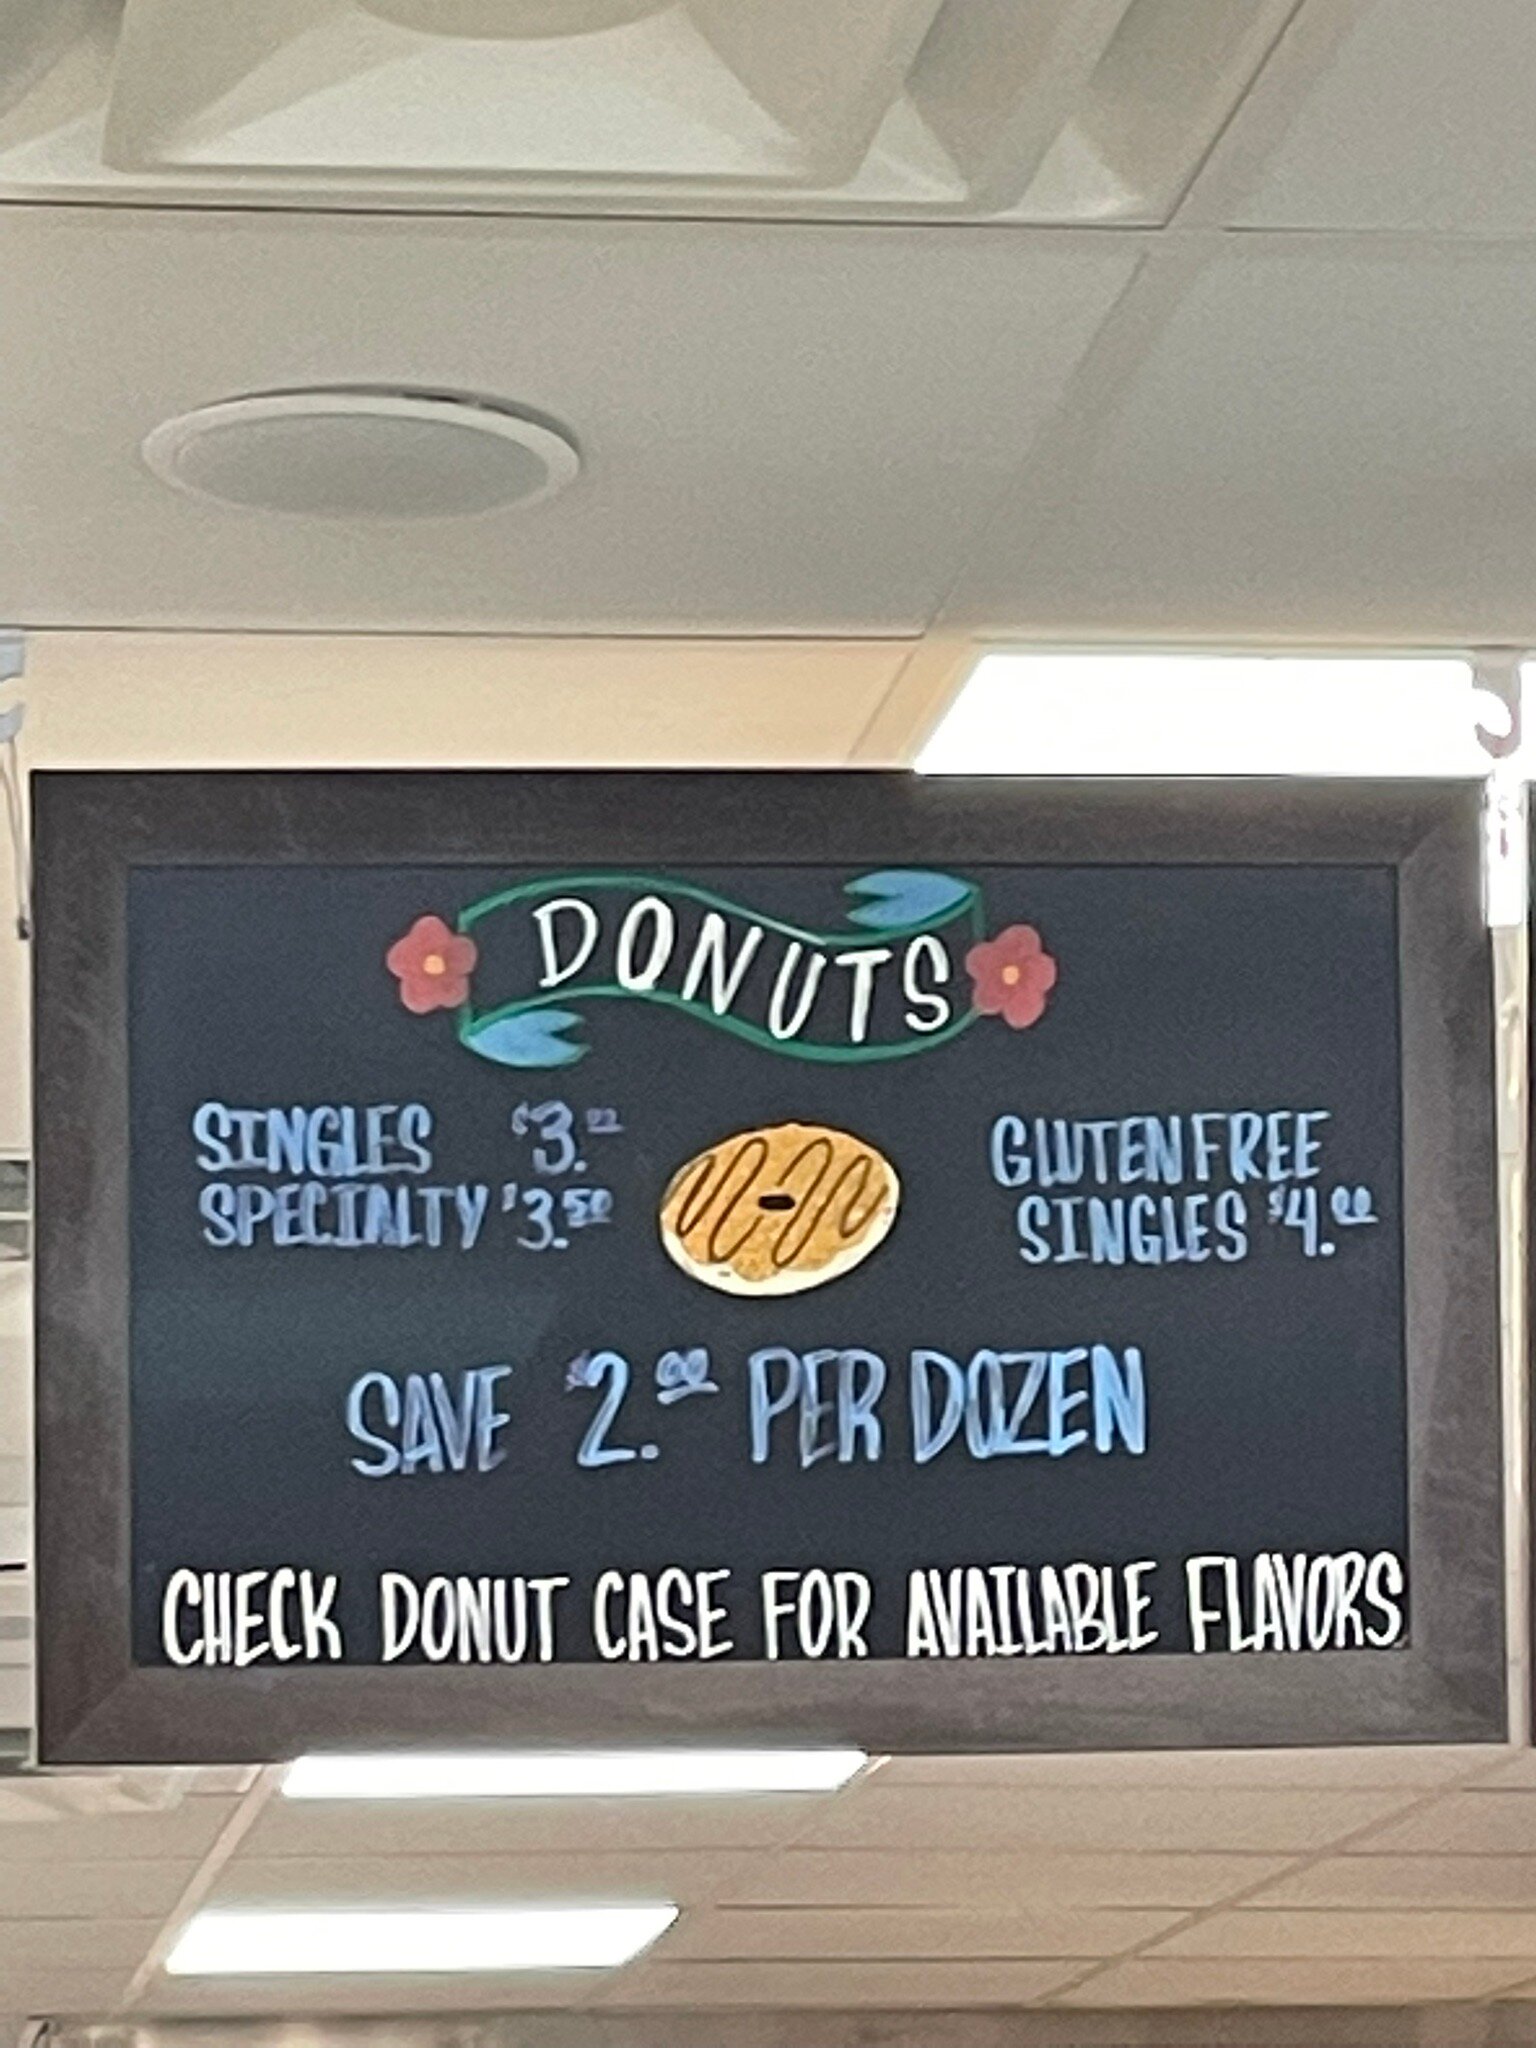 DONUTS
SINGLES $3.00
SPECIALTY $3.50
GLUTEN FREE
SINGLES $4.00
SAVE $2.00 PER DOZEN
CHECK DONUT CASE FOR AVAILABLE FLAVORS